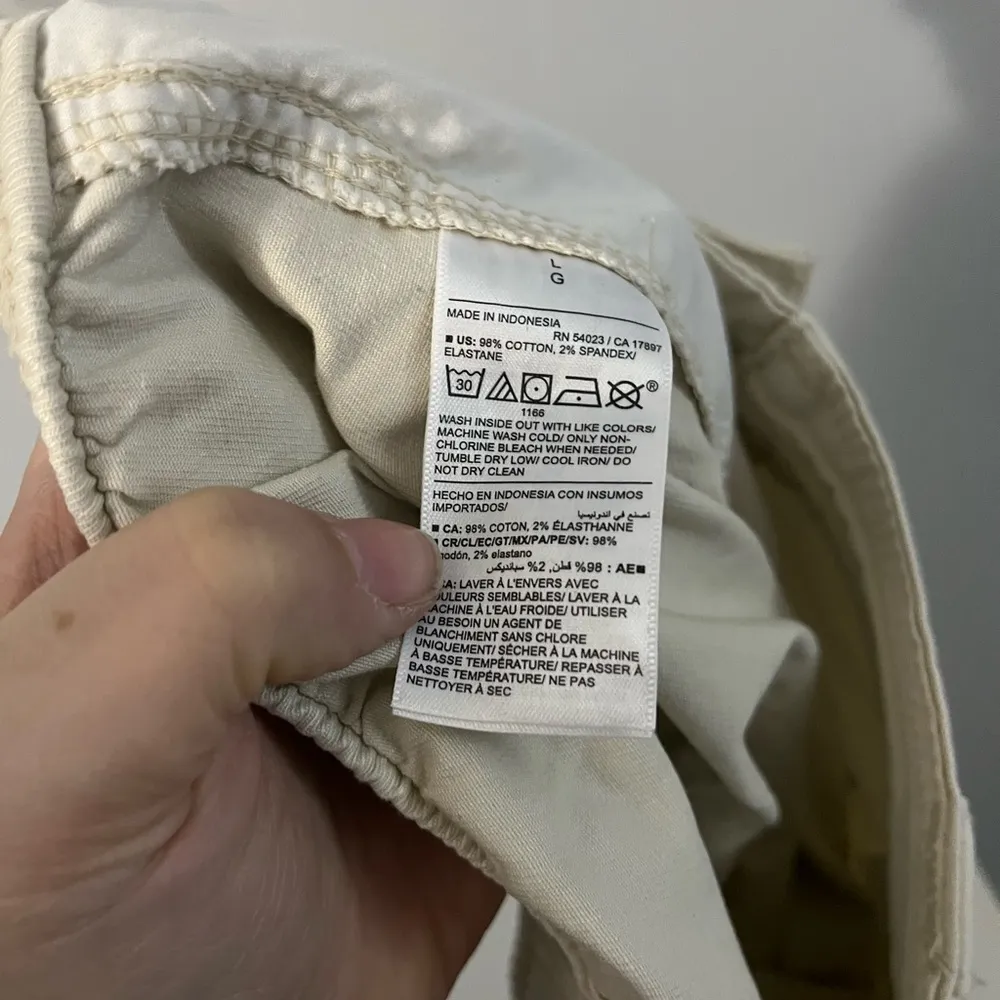 L
G
MADE IN INDONESIA
RN 54023 / CA 17897
■ US: 98% COTTON, 2% SPANDEX/
ELASTANE
30
®
1166
WASH INSIDE OUT WITH LIKE COLORS/
MACHINE WASH COLD/ ONLY NON-
CHLORINE BLEACH WHEN NEEDED/
TUMBLE DRY LOW/ COOL IRON/ DO
NOT DRY CLEAN
HECHO EN INDONESIA CON INSUMOS
IMPORTADOS/
تصنع في اندونيسيا
■ CA: 98% COTON, 2% ÉLASTHANNE
■ CR/CL/EC/GT/MX/PA/PE/SV: 98%
godón, 2% elastano
■ AE : 98% قطن, 2% سباندیکس
CA: LAVER À L'ENVERS AVEC
OULEURS SEMBLABLES/ LAVER À LA
ACHINE À L'EAU FROIDE/ UTILISER
AU BESOIN UN AGENT DE
BLANCHIMENT SANS CHLORE
UNIQUEMENT/ SÉCHER À LA MACHINE
À BASSE TEMPÉRATURE/ REPASSER À
BASSE TEMPÉRATURE/ NE PAS
NETTOYER À SEC